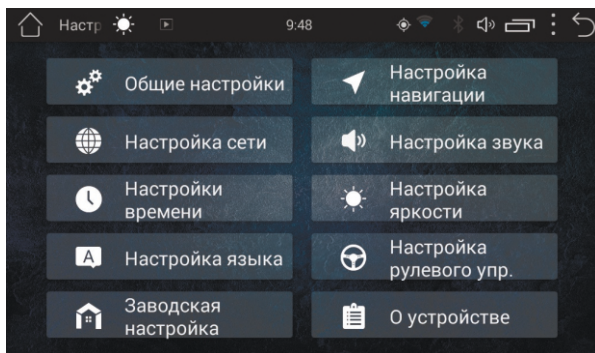 Настр
9:48
Общие настройки
Настройка
навигации
Настройка сети
Настройка звука
Настройки
времени
Настройка
яркости
A
Настройка языка
Настройка
рулевого упр.
Заводская
настройка
О устройстве